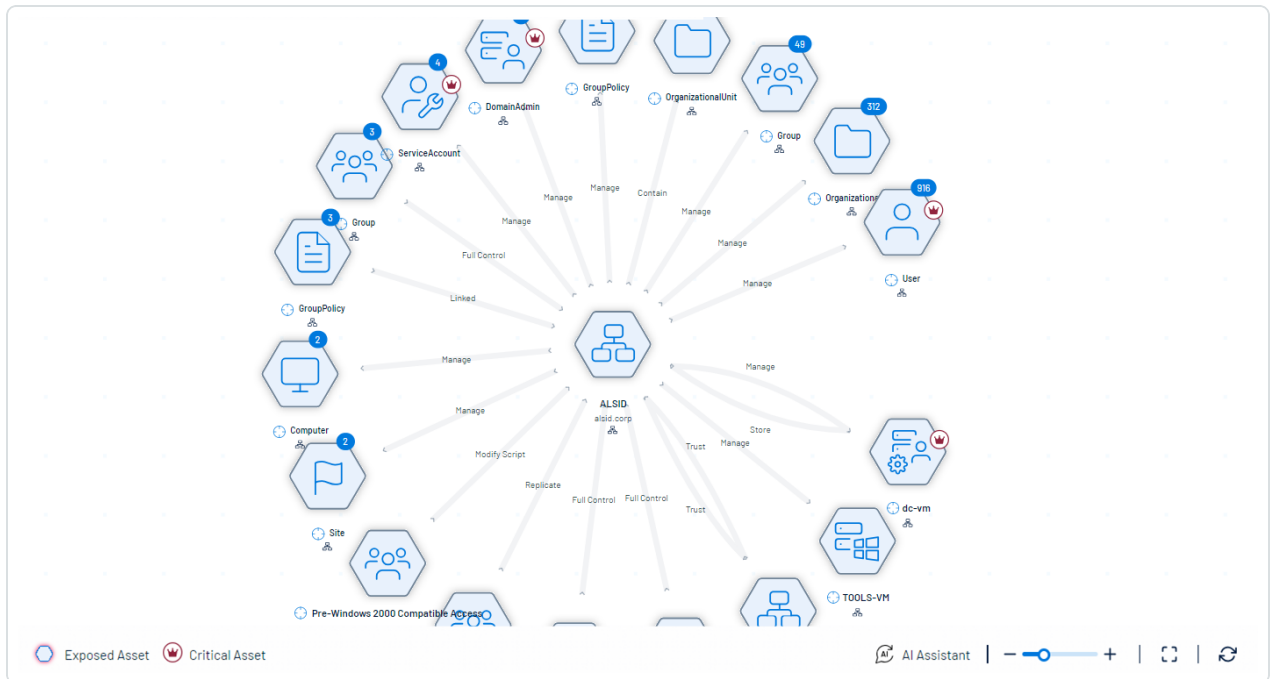 49
4
GroupPolicy
OrganizationalUnit
DomainAdmin
312
3
Group
ServiceAccount
916
Manage
Contain
Manage
Organizations
Manage
3
Group
Manage
Manage
Full Control
User
Manage
Linked
GroupPolicy
2
Manage
Manage
ALSID
Manage
alsid.corp
Computer
Store
2
Trust
Manage
Modify Script
Replicate
Full Control
Full Control
Trust
dc-vm
Site
TOOLS-VM
Pre-Windows 2000 Compatible Access
Exposed Asset
Critical Asset
AI
AI Assistant